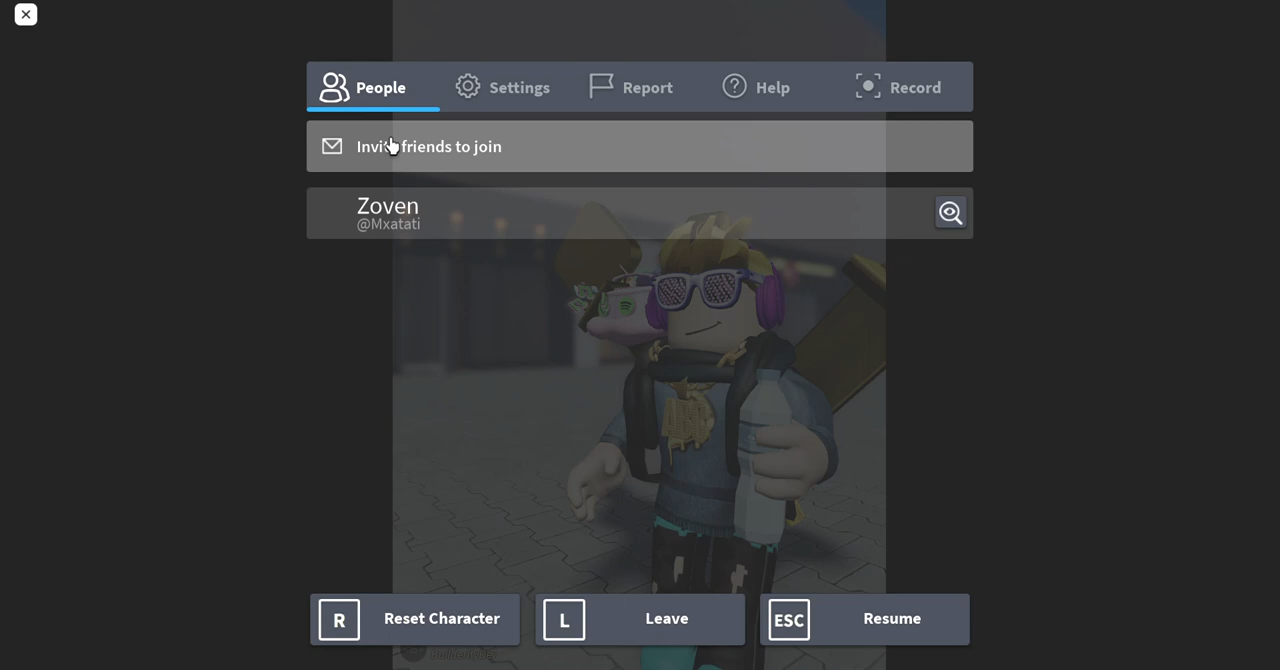 People
Settings
Report
Help
Record
Invite friends to join
Zoven
@Mxatati
R
Reset Character
L
Leave
ESC
Resume